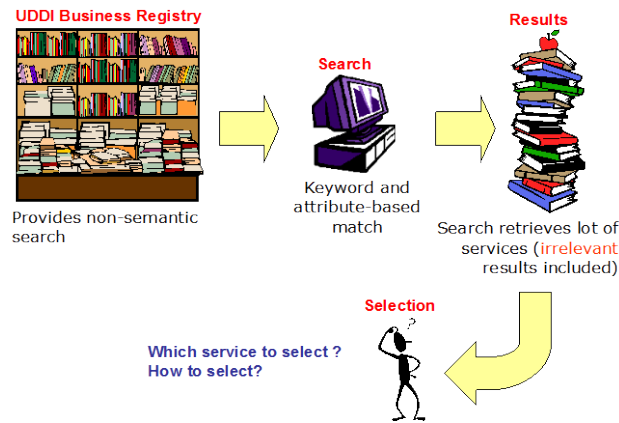 UDDI Business Registry
Provides non-semantic
search
Search
Keyword and
attribute-based
match
Results
Search retrieves lot of
services (irrelevant
results included)
Selection
?
Which service to select ?
How to select?